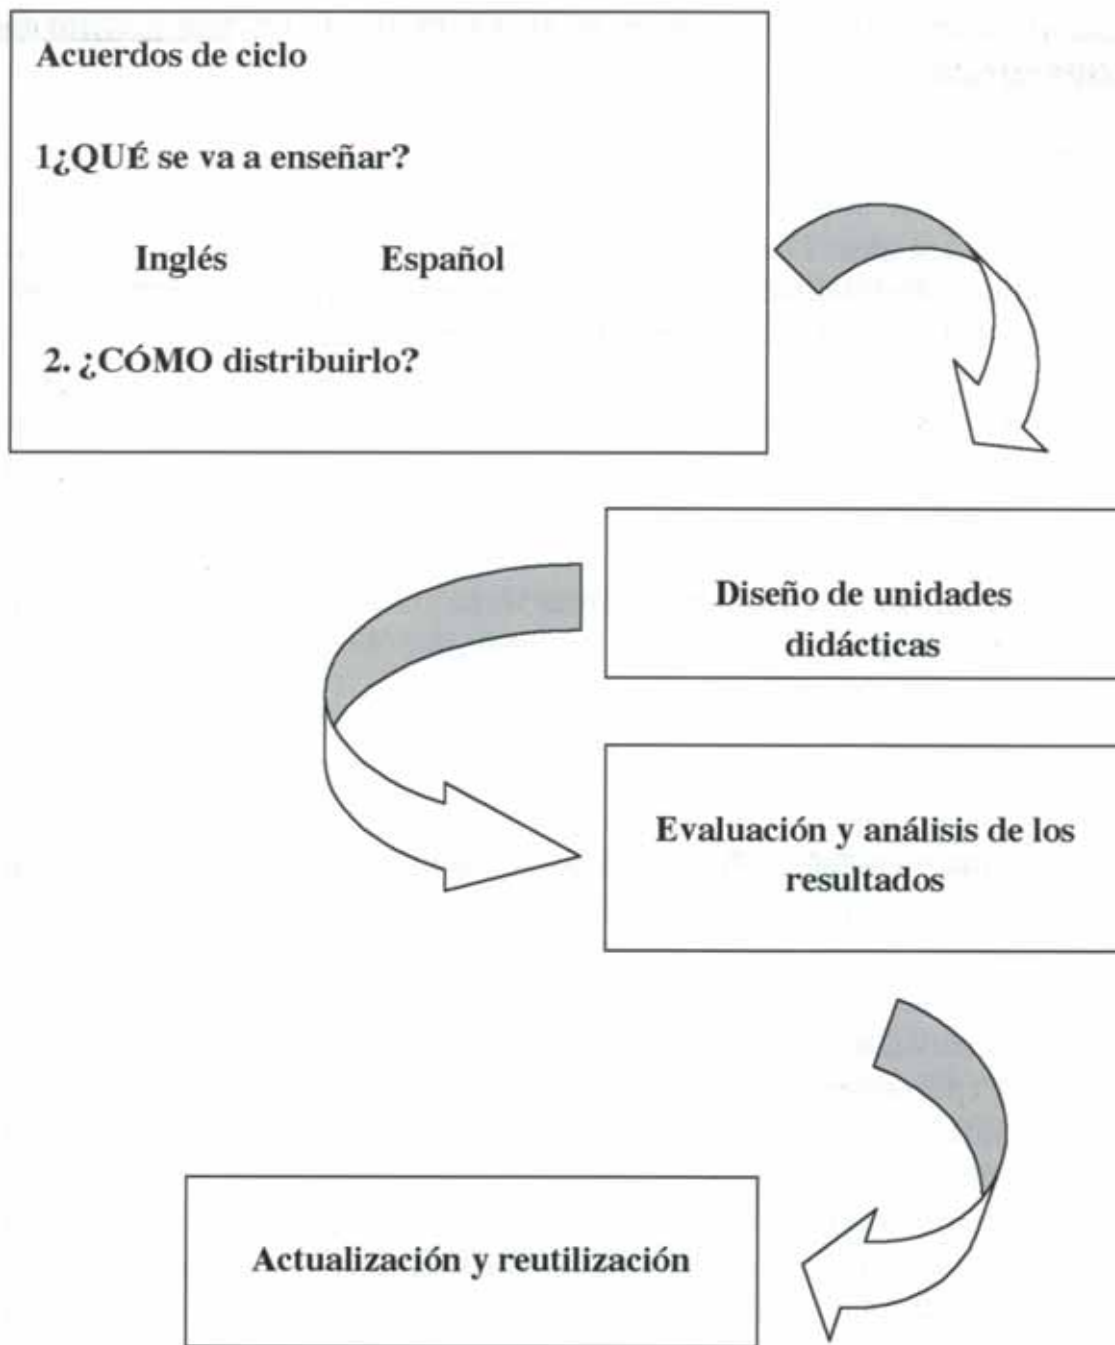 Acuerdos de ciclo
1¿QUÉ se va a enseñar?
Inglés Español
2. ¿CÓMO distribuirlo?
Diseño de unidades
didácticas
Evaluación y análisis de los
resultados
Actualización y reutilización